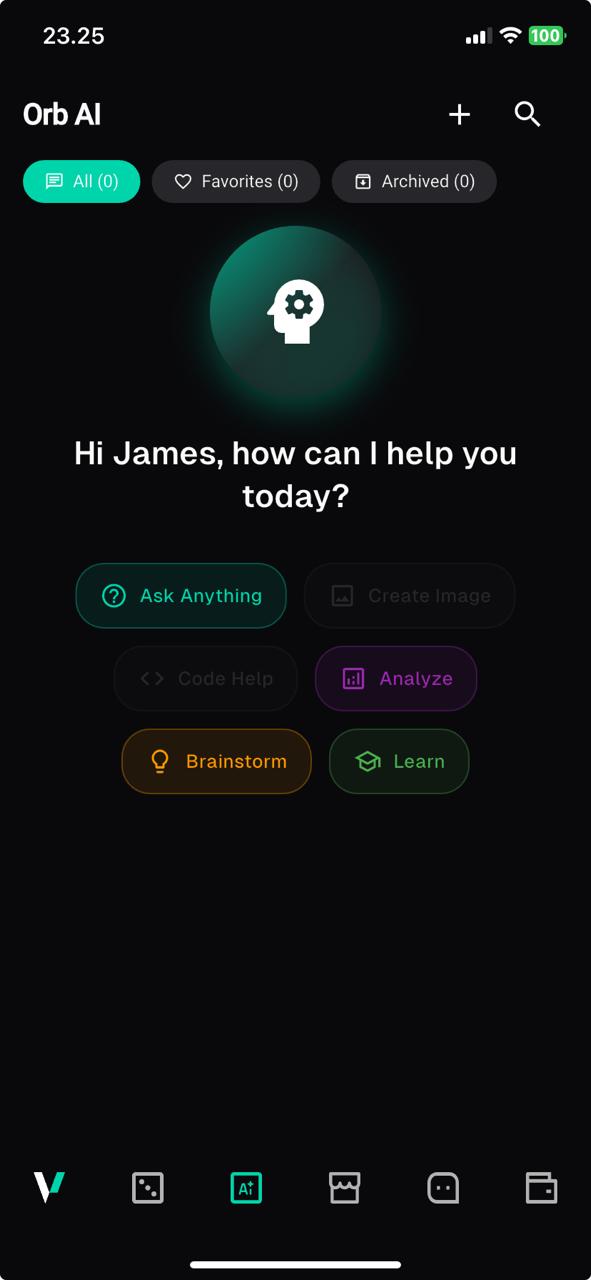 23.25
100
Orb AI
All (0)
Favorites (0)
Archived (0)
Hi James, how can I help you
today?
Ask Anything
Create Image
Code Help
Analyze
Brainstorm
Learn
Ai